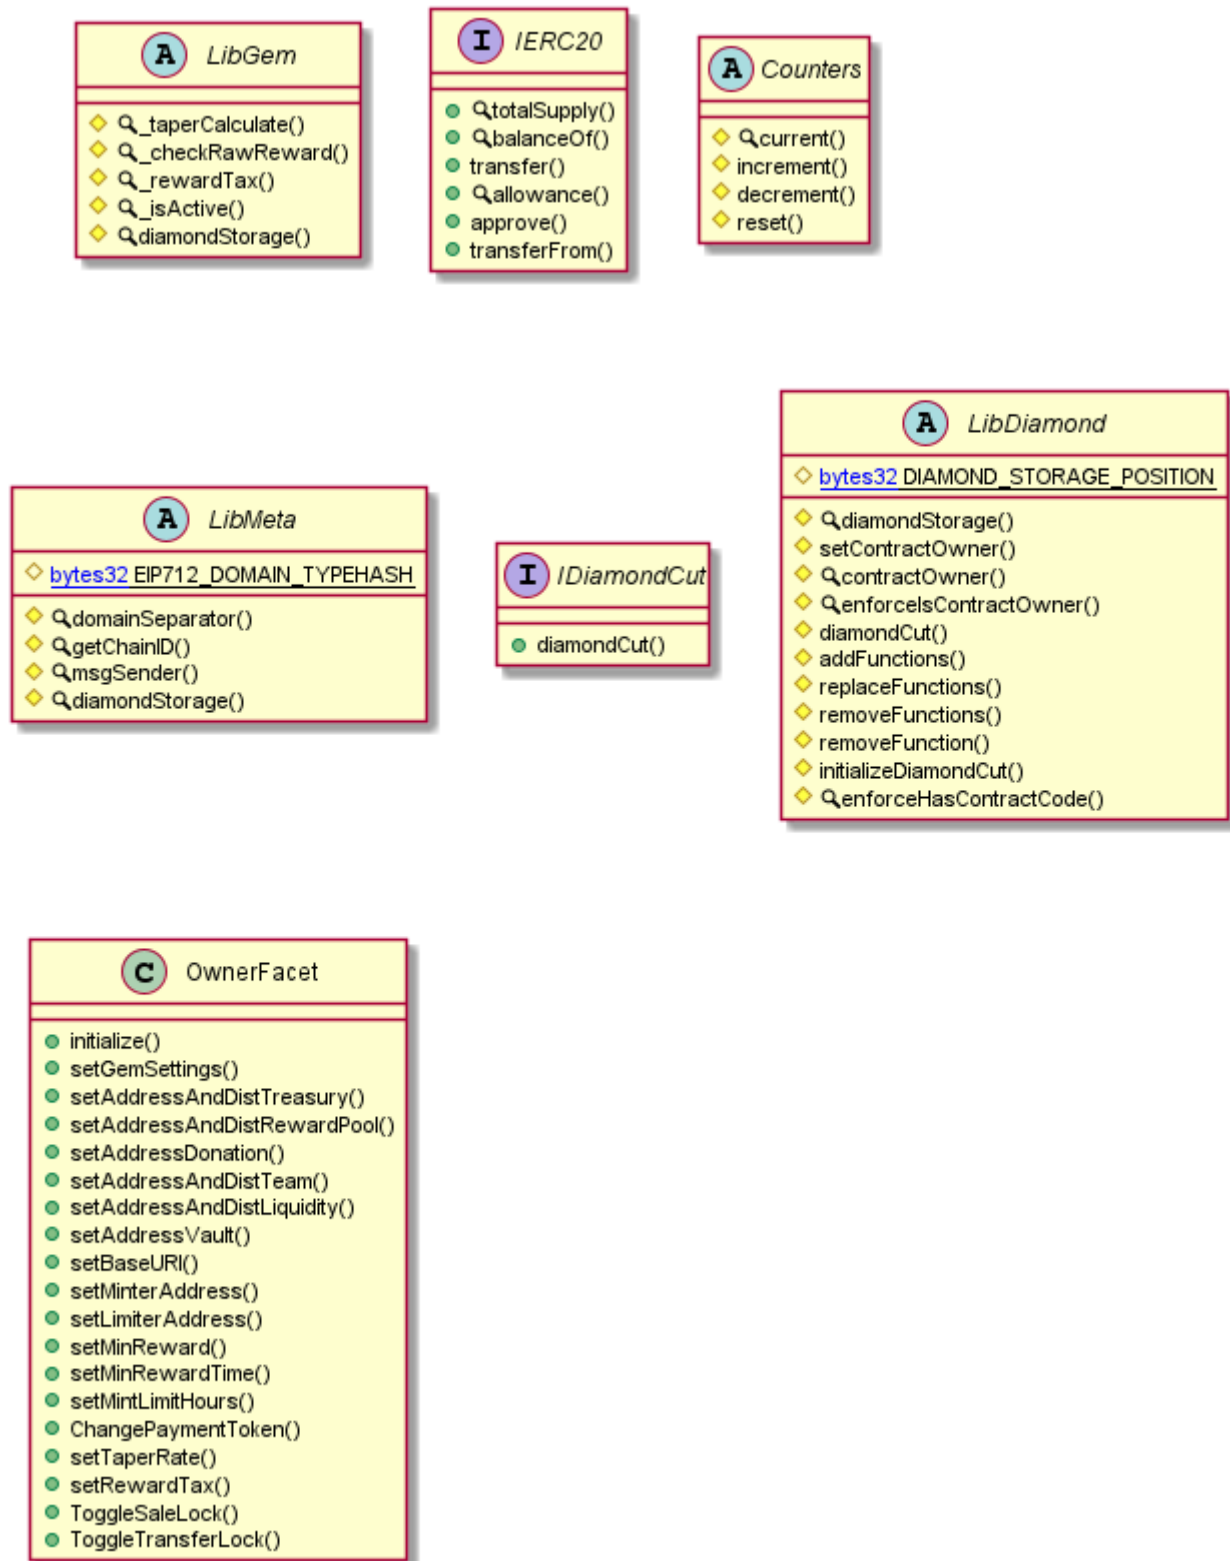 A LibGem
_taperCalculate()
_checkRawReward()
_rewardTax()
_isActive()
diamondStorage()
I IERC20
totalSupply()
balanceOf()
transfer()
allowance()
approve()
transferFrom()
A Counters
current()
increment()
decrement()
reset()
A LibMeta
bytes32 EIP712_DOMAIN_TYPEHASH
domainSeparator()
getChainID()
msgSender()
diamondStorage()
I IDiamondCut
diamondCut()
A LibDiamond
bytes32 DIAMOND_STORAGE_POSITION
diamondStorage()
setContractOwner()
contractOwner()
enforceIsContractOwner()
diamondCut()
addFunctions()
replaceFunctions()
removeFunctions()
removeFunction()
initializeDiamondCut()
enforceHasContractCode()
C OwnerFacet
initialize()
setGemSettings()
setAddressAndDistTreasury()
setAddressAndDistRewardPool()
setAddressDonation()
setAddressAndDistTeam()
setAddressAndDistLiquidity()
setAddressVault()
setBaseURI()
setMinterAddress()
setLimiterAddress()
setMinReward()
setMinRewardTime()
setMintLimitHours()
ChangePaymentToken()
setTaperRate()
setRewardTax()
ToggleSaleLock()
ToggleTransferLock()